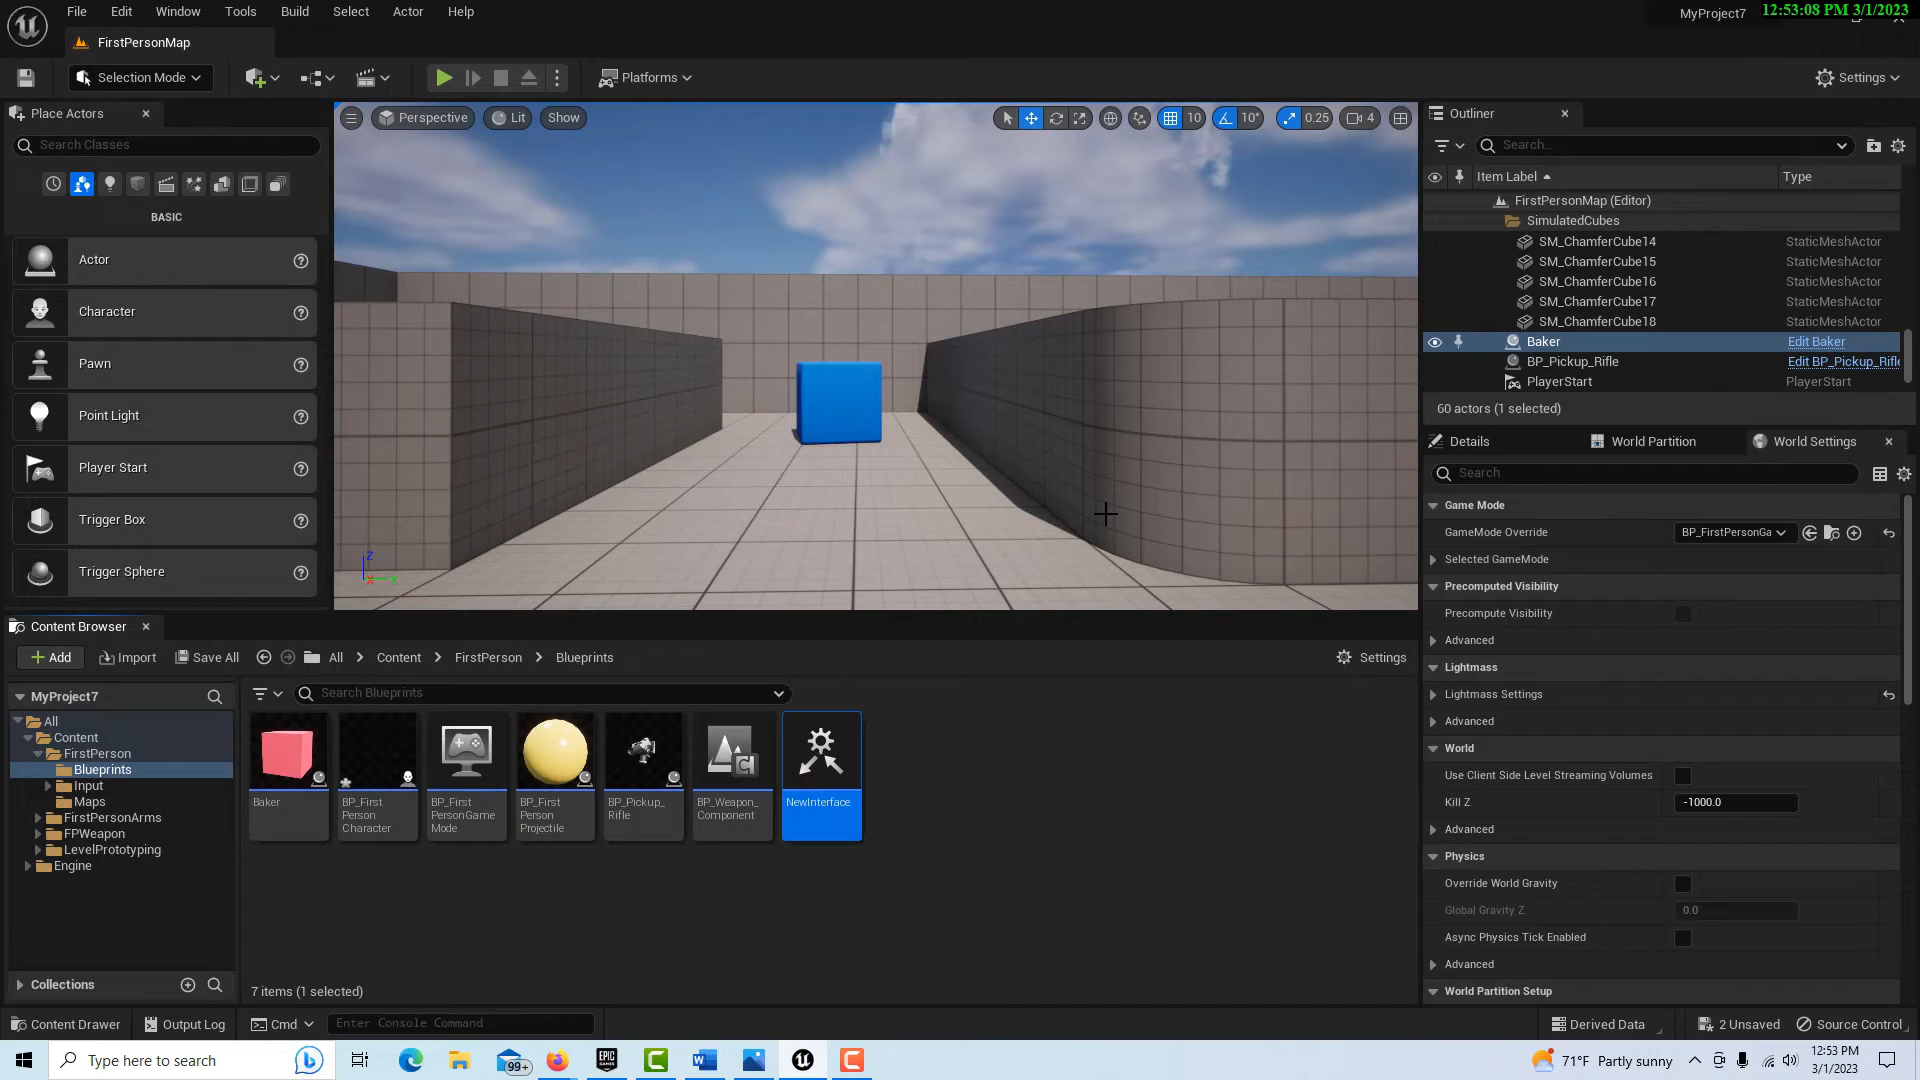 File Edit Window Tools Build Select Actor Help
MyProject7
12:53:08 PM 3/1/2023
FirstPersonMap
Selection Mode
Platforms
Settings
Place Actors
Search Classes
BASIC
Actor
Character
Pawn
Point Light
Player Start
Trigger Box
Trigger Sphere
Perspective Lit Show
10 10° 0.25 4
Z
Outliner
Search...
Item Label Type
FirstPersonMap (Editor)
SimulatedCubes
SM_ChamferCube14 StaticMeshActor
SM_ChamferCube15 StaticMeshActor
SM_ChamferCube16 StaticMeshActor
SM_ChamferCube17 StaticMeshActor
SM_ChamferCube18 StaticMeshActor
Baker Edit Baker
BP_Pickup_Rifle Edit BP_Pickup_Rifle
PlayerStart PlayerStart
60 actors (1 selected)
Details World Partition World Settings
Search
Game Mode
GameMode Override BP_FirstPersonGa
Selected GameMode
Precomputed Visibility
Precompute Visibility
Advanced
Lightmass
Lightmass Settings
Advanced
World
Use Client Side Level Streaming Volumes
Kill Z -1000.0
Advanced
Physics
Override World Gravity
Global Gravity Z 0.0
Async Physics Tick Enabled
Advanced
World Partition Setup
Content Browser
Add Import Save All All Content FirstPerson Blueprints Settings
MyProject7
Search Blueprints
All
Content
FirstPerson
Blueprints
Input
Maps
FirstPersonArms
FPWeapon
LevelPrototyping
Engine
Collections
Baker
BP_First
Person
Character
BP_First
PersonGame
Mode
BP_First
Person
Projectile
BP_Pickup_
Rifle
BP_Weapon_
Component
NewInterface
7 items (1 selected)
Content Drawer Output Log Cmd Enter Console Command
Derived Data 2 Unsaved Source Control
Type here to search
99+
EPIC
GAMES
71°F Partly sunny
12:53 PM
3/1/2023